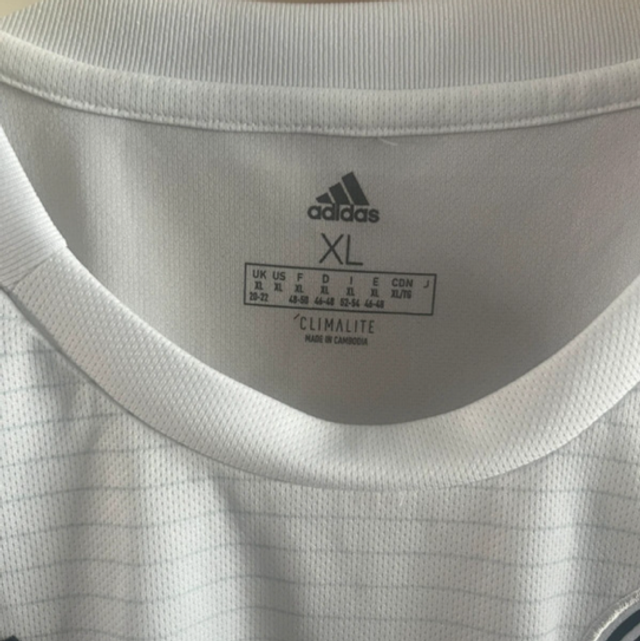 adidas
XL
UK US F D I E CDN J
XL XL XL XL XL XL XL/TG
20-22 48-50 46-48 52-54 46-48
CLIMALITE
MADE IN CAMBODIA